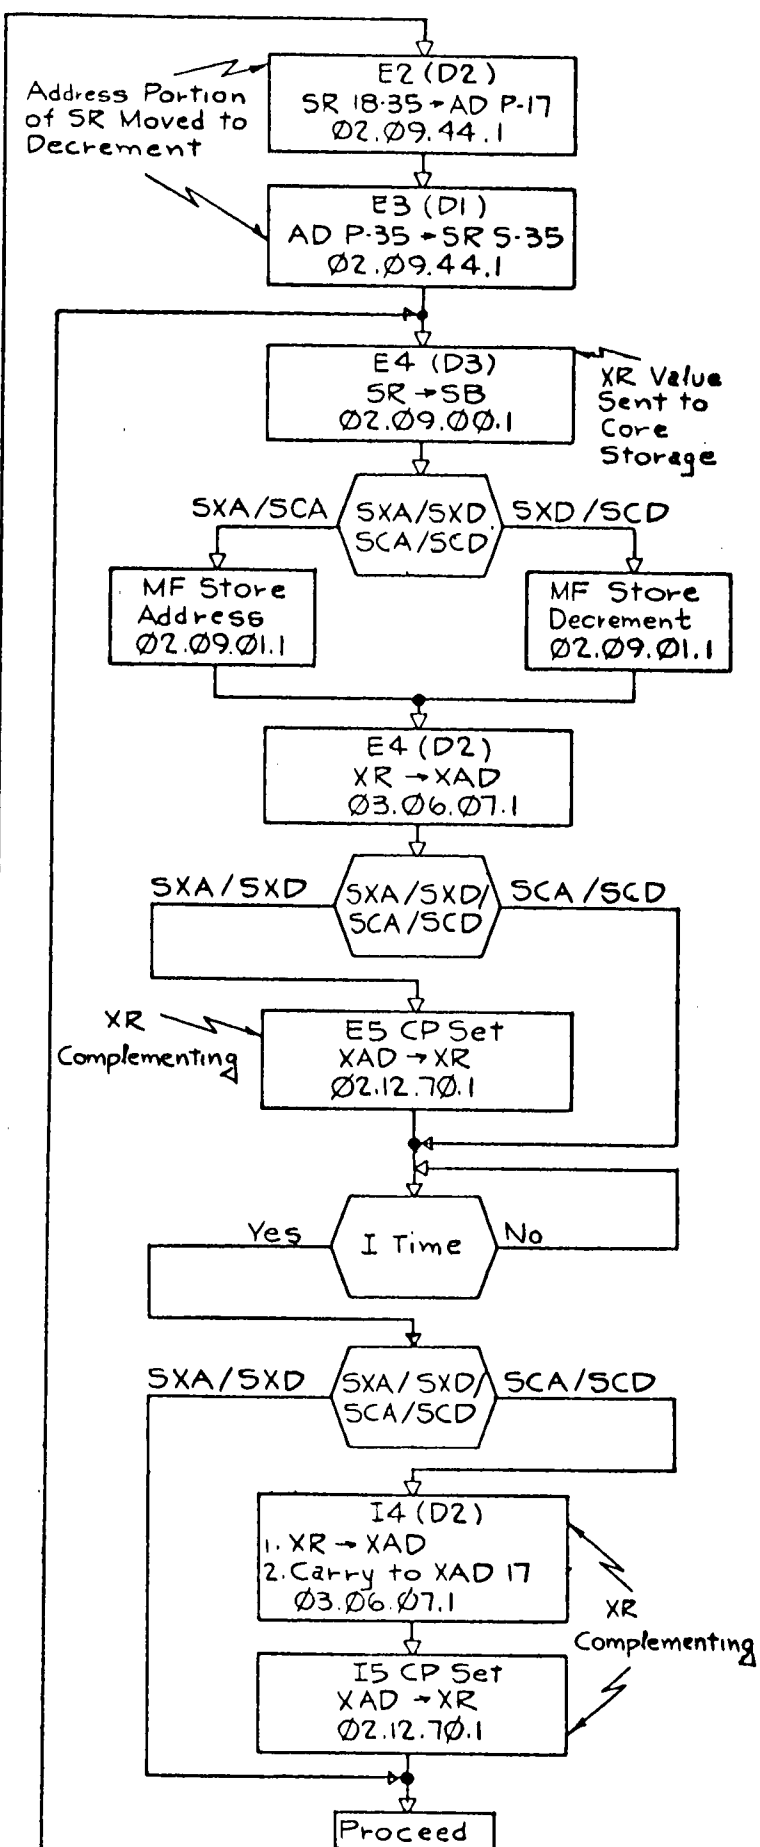 E2 (D2)
SR 18-35 → AD P-17
Ø2.Ø9.44.1
Address Portion
of SR Moved to
Decrement
E3 (D1)
AD P-35 → SR S-35
Ø2.Ø9.44.1
E4 (D3)
SR → SB
Ø2.Ø9.ØØ.1
XR Value
Sent to
Core
Storage
SXA/SCA
SXA/SXD
SCA/SCD
SXD/SCD
MF Store
Address
Ø2.Ø9.Ø1.1
MF Store
Decrement
Ø2.Ø9.Ø1.1
E4 (D2)
XR → XAD
Ø3.Ø6.Ø7.1
SXA/SXD
SXA/SXD/
SCA/SCD
SCA/SCD
XR
Complementing
E5 CP Set
XAD → XR
Ø2.12.7Ø.1
Yes
I Time
No
SXA/SXD
SXA/SXD/
SCA/SCD
SCA/SCD
I4 (D2)
1. XR → XAD
2. Carry to XAD 17
Ø3.Ø6.Ø7.1
XR
Complementing
I5 CP Set
XAD → XR
Ø2.12.7Ø.1
Proceed